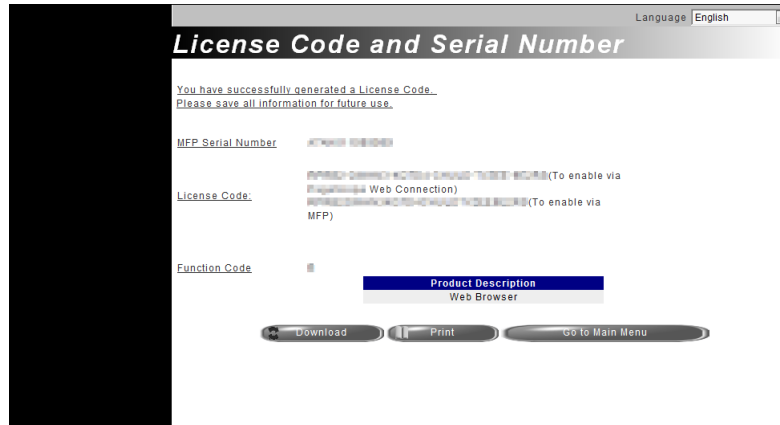 Language English
License Code and Serial Number
You have successfully generated a License Code.
Please save all information for future use.
MFP Serial Number
(To enable via
License Code: Web Connection)
(To enable via
MFP)
Function Code
Product Description
Web Browser
Download Print Go to Main Menu